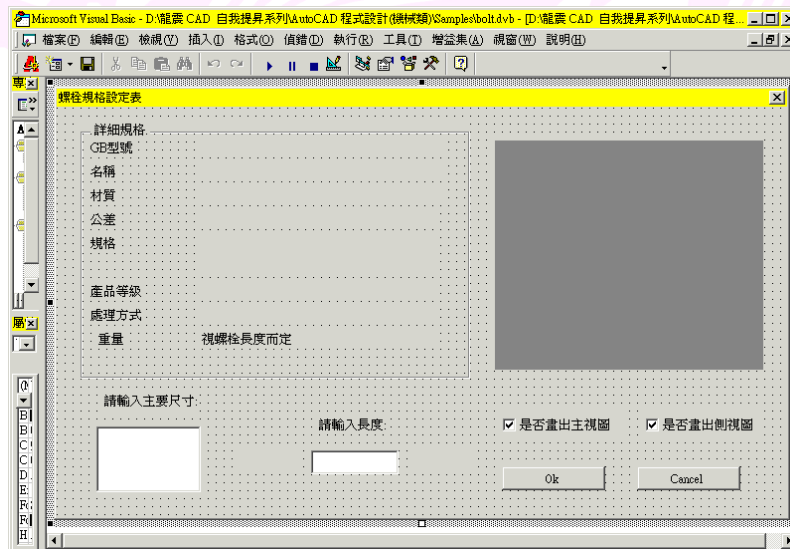 Microsoft Visual Basic - D:\龍震 CAD 自我提昇系列\AutoCAD 程式設計(機械類)\Samples\bolt.dvb - [D:\龍震 CAD 自我提昇系列\AutoCAD 程...
檔案(F) 編輯(E) 檢視(V) 插入(I) 格式(O) 偵錯(D) 執行(R) 工具(T) 增益集(A) 視窗(W) 說明(H)
螺栓規格設定表
詳細規格
GB型號
名稱
材質
公差
規格
產品等級
處理方式
重量 視螺栓長度而定
請輸入主要尺寸:
請輸入長度:
是否畫出主視圖 是否畫出側視圖
Ok Cancel